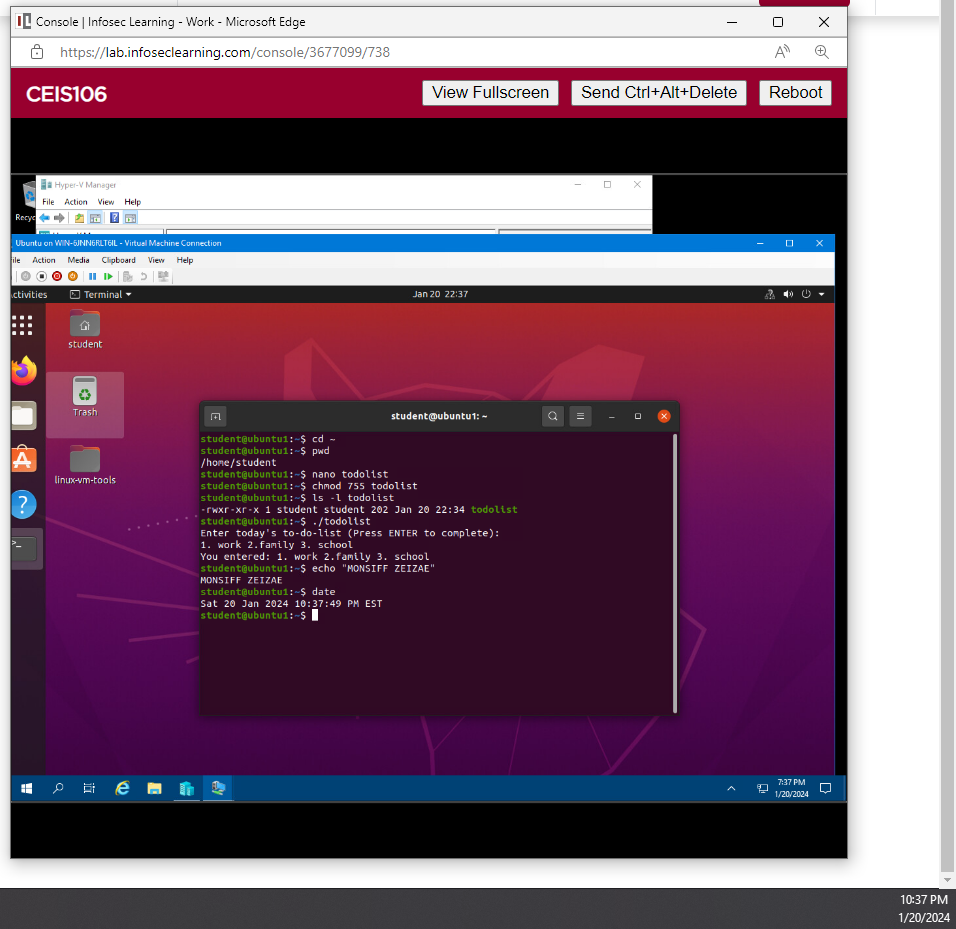 Console | Infosec Learning - Work - Microsoft Edge
https://lab.infoseclearning.com/console/3677099/738
CEIS106
View Fullscreen
Send Ctrl+Alt+Delete
Reboot
Hyper-V Manager
Recyc
File Action View Help
Ubuntu on WIN-6JNN6RLT6IL - Virtual Machine Connection
ile Action Media Clipboard View Help
ctivities
Terminal
Jan 20 22:37
student
Trash
linux-vm-tools
student@ubuntu1: ~
student@ubuntu1:~$ cd ~
student@ubuntu1:~$ pwd
/home/student
student@ubuntu1:~$ nano todolist
student@ubuntu1:~$ chmod 755 todolist
student@ubuntu1:~$ ls -l todolist
-rwxr-xr-x 1 student student 202 Jan 20 22:34 todolist
student@ubuntu1:~$ ./todolist
Enter today's to-do-list (Press ENTER to complete):
1. work 2.family 3. school
You entered: 1. work 2.family 3. school
student@ubuntu1:~$ echo "MONSIFF ZEIZAE"
MONSIFF ZEIZAE
student@ubuntu1:~$ date
Sat 20 Jan 2024 10:37:49 PM EST
student@ubuntu1:~$
7:37 PM
1/20/2024
10:37 PM
1/20/2024